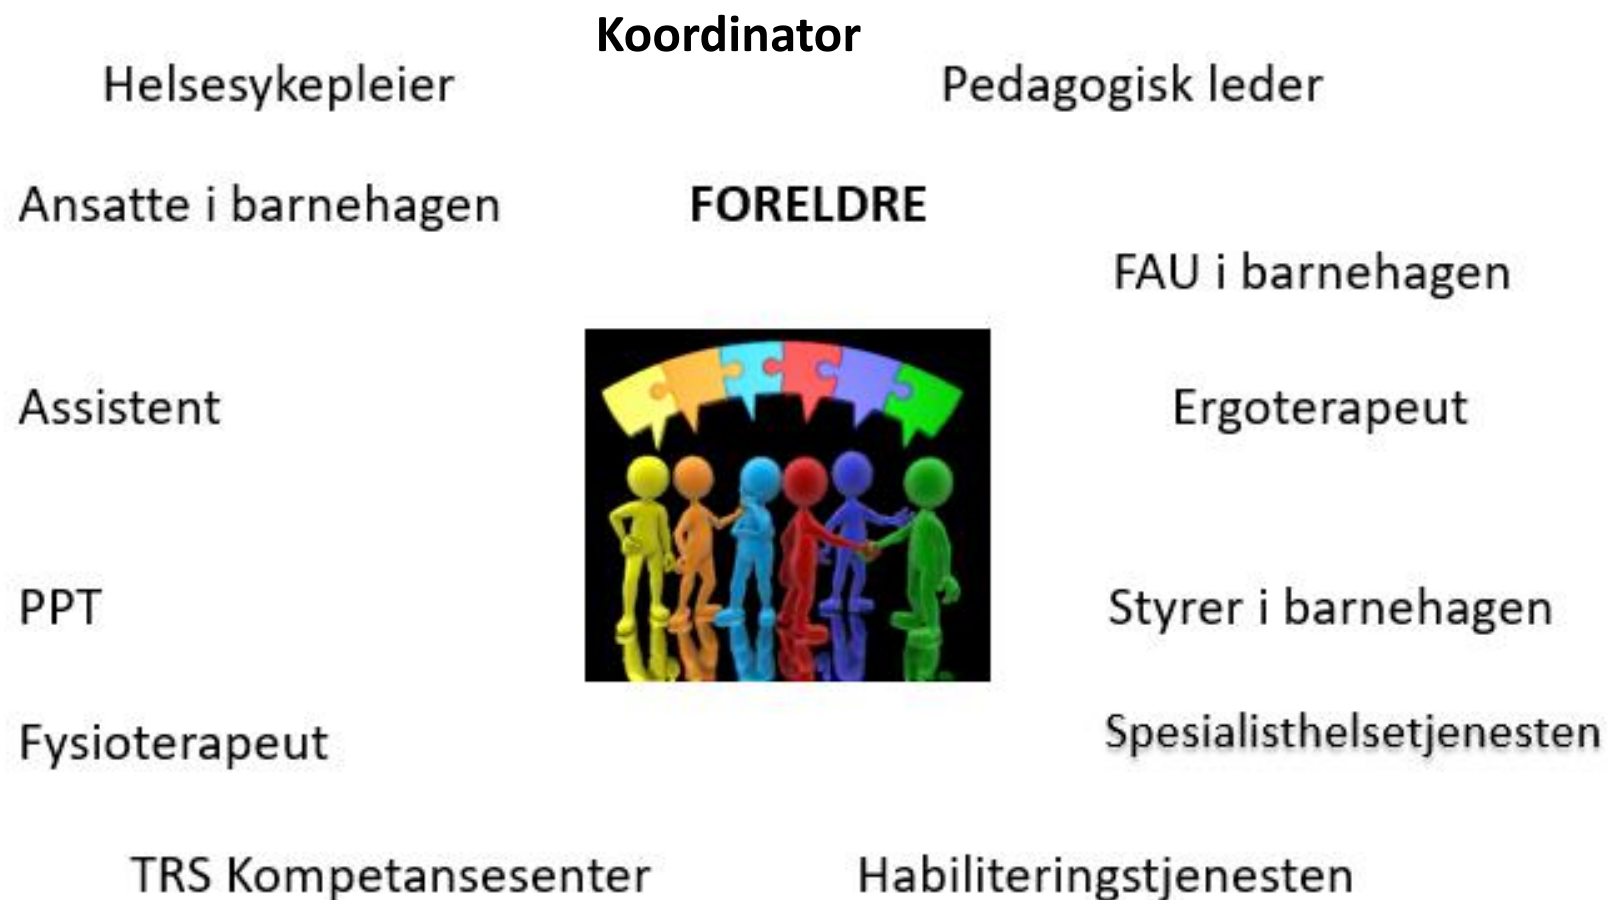 Koordinator
Helsesykepleier
Pedagogisk leder
Ansatte i barnehagen
FORELDRE
FAU i barnehagen
Assistent
Ergoterapeut
PPT
Styrer i barnehagen
Fysioterapeut
Spesialisthelsetjenesten
TRS Kompetansesenter
Habiliteringstjenesten